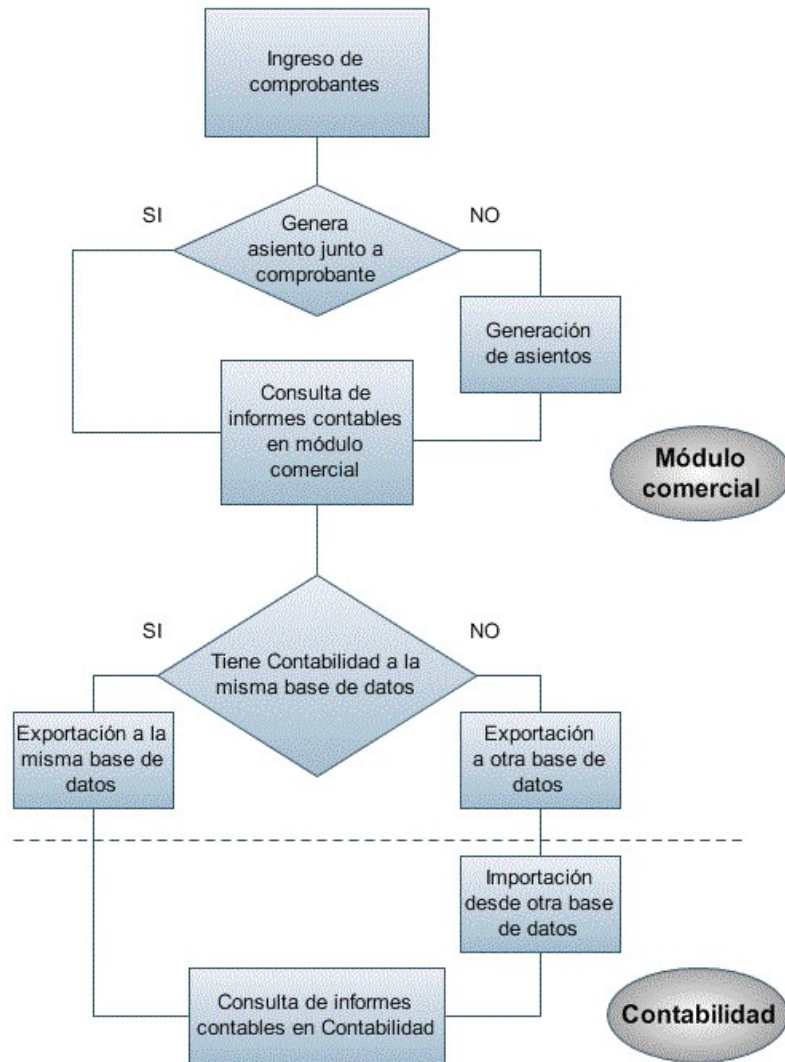 Ingreso de
comprobantes
SI
NO
Genera
asiento junto a
comprobante
Generación
de asientos
Consulta de
informes contables
en módulo
comercial
Módulo
comercial
SI
NO
Tiene Contabilidad a la
misma base de datos
Exportación a la
misma base de
datos
Exportación
a otra base de
datos
Importación
desde otra base
de datos
Consulta de informes
contables en Contabilidad
Contabilidad